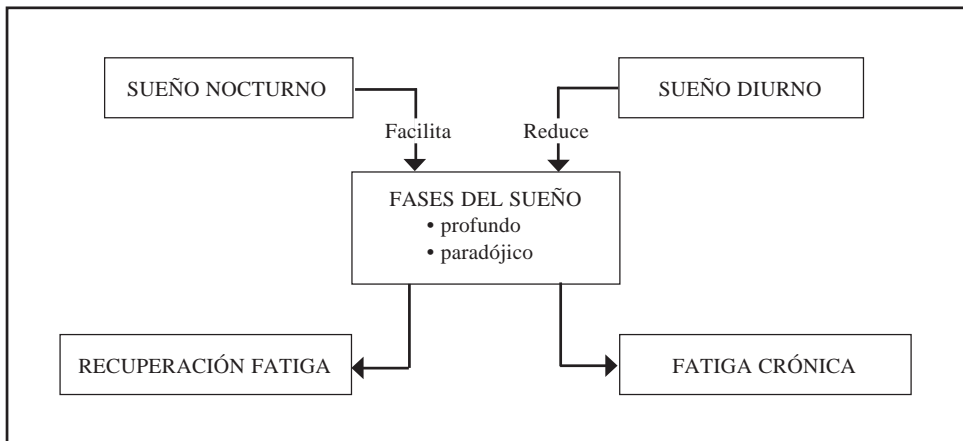 SUEÑO NOCTURNO
SUEÑO DIURNO
Facilita
Reduce
FASES DEL SUEÑO
• profundo
• paradójico
RECUPERACIÓN FATIGA
FATIGA CRÓNICA